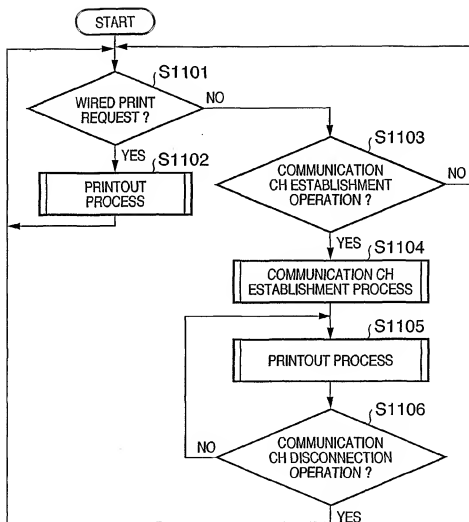 START
S1101
WIRED PRINT
REQUEST ?
NO
YES
S1102
PRINTOUT
PROCESS
S1103
COMMUNICATION
CH ESTABLISHMENT
OPERATION ?
NO
YES
S1104
COMMUNICATION CH
ESTABLISHMENT PROCESS
S1105
PRINTOUT PROCESS
S1106
COMMUNICATION
CH DISCONNECTION
OPERATION ?
NO
YES